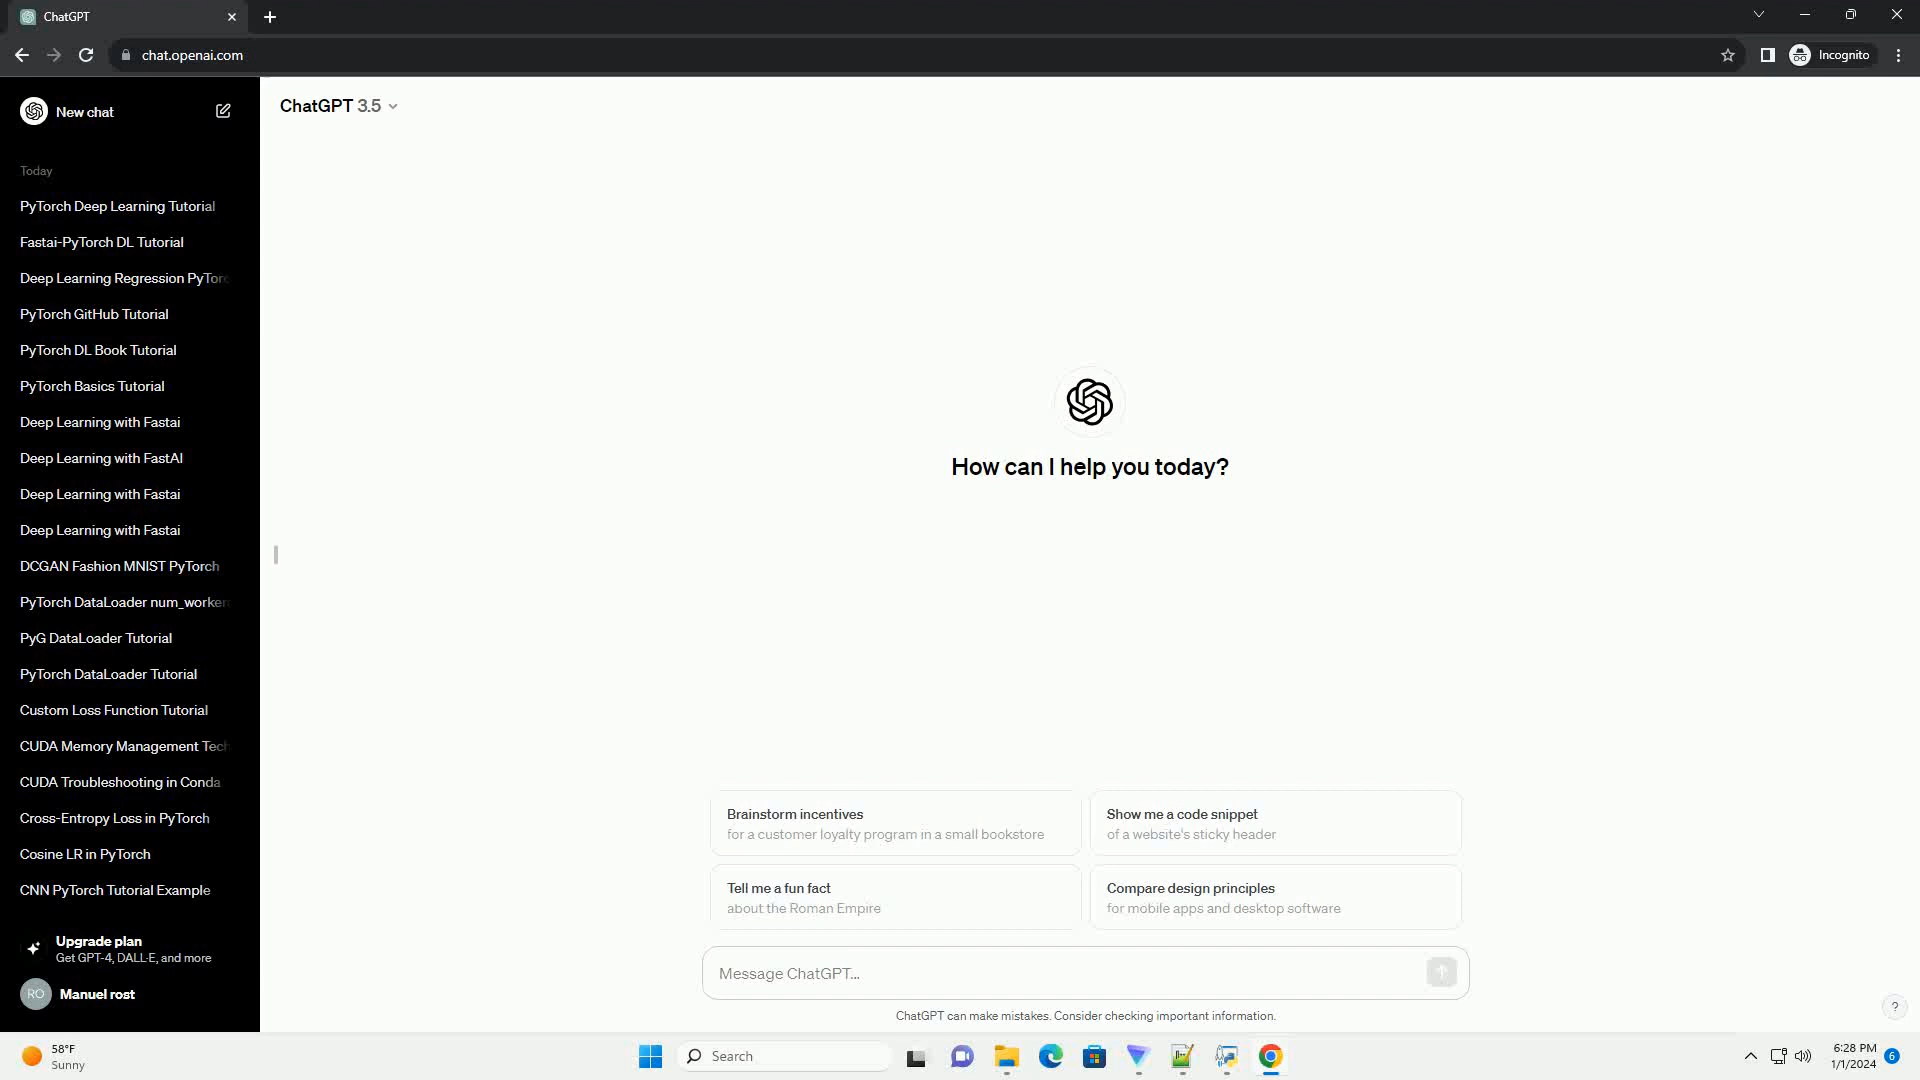 ChatGPT
chat.openai.com
Incognito
New chat
ChatGPT 3.5
Today
PyTorch Deep Learning Tutorial
Fastai-PyTorch DL Tutorial
Deep Learning Regression PyTorc
PyTorch GitHub Tutorial
PyTorch DL Book Tutorial
PyTorch Basics Tutorial
Deep Learning with Fastai
Deep Learning with FastAI
Deep Learning with Fastai
Deep Learning with Fastai
DCGAN Fashion MNIST PyTorch
PyTorch DataLoader num_workers
PyG DataLoader Tutorial
PyTorch DataLoader Tutorial
Custom Loss Function Tutorial
CUDA Memory Management Tech
CUDA Troubleshooting in Conda
Cross-Entropy Loss in PyTorch
Cosine LR in PyTorch
CNN PyTorch Tutorial Example
Upgrade plan
Get GPT-4, DALL·E, and more
RO
Manuel rost
How can I help you today?
Brainstorm incentives
for a customer loyalty program in a small bookstore
Show me a code snippet
of a website's sticky header
Tell me a fun fact
about the Roman Empire
Compare design principles
for mobile apps and desktop software
Message ChatGPT...
ChatGPT can make mistakes. Consider checking important information.
?
58°F
Sunny
Search
6:28 PM
1/1/2024
6